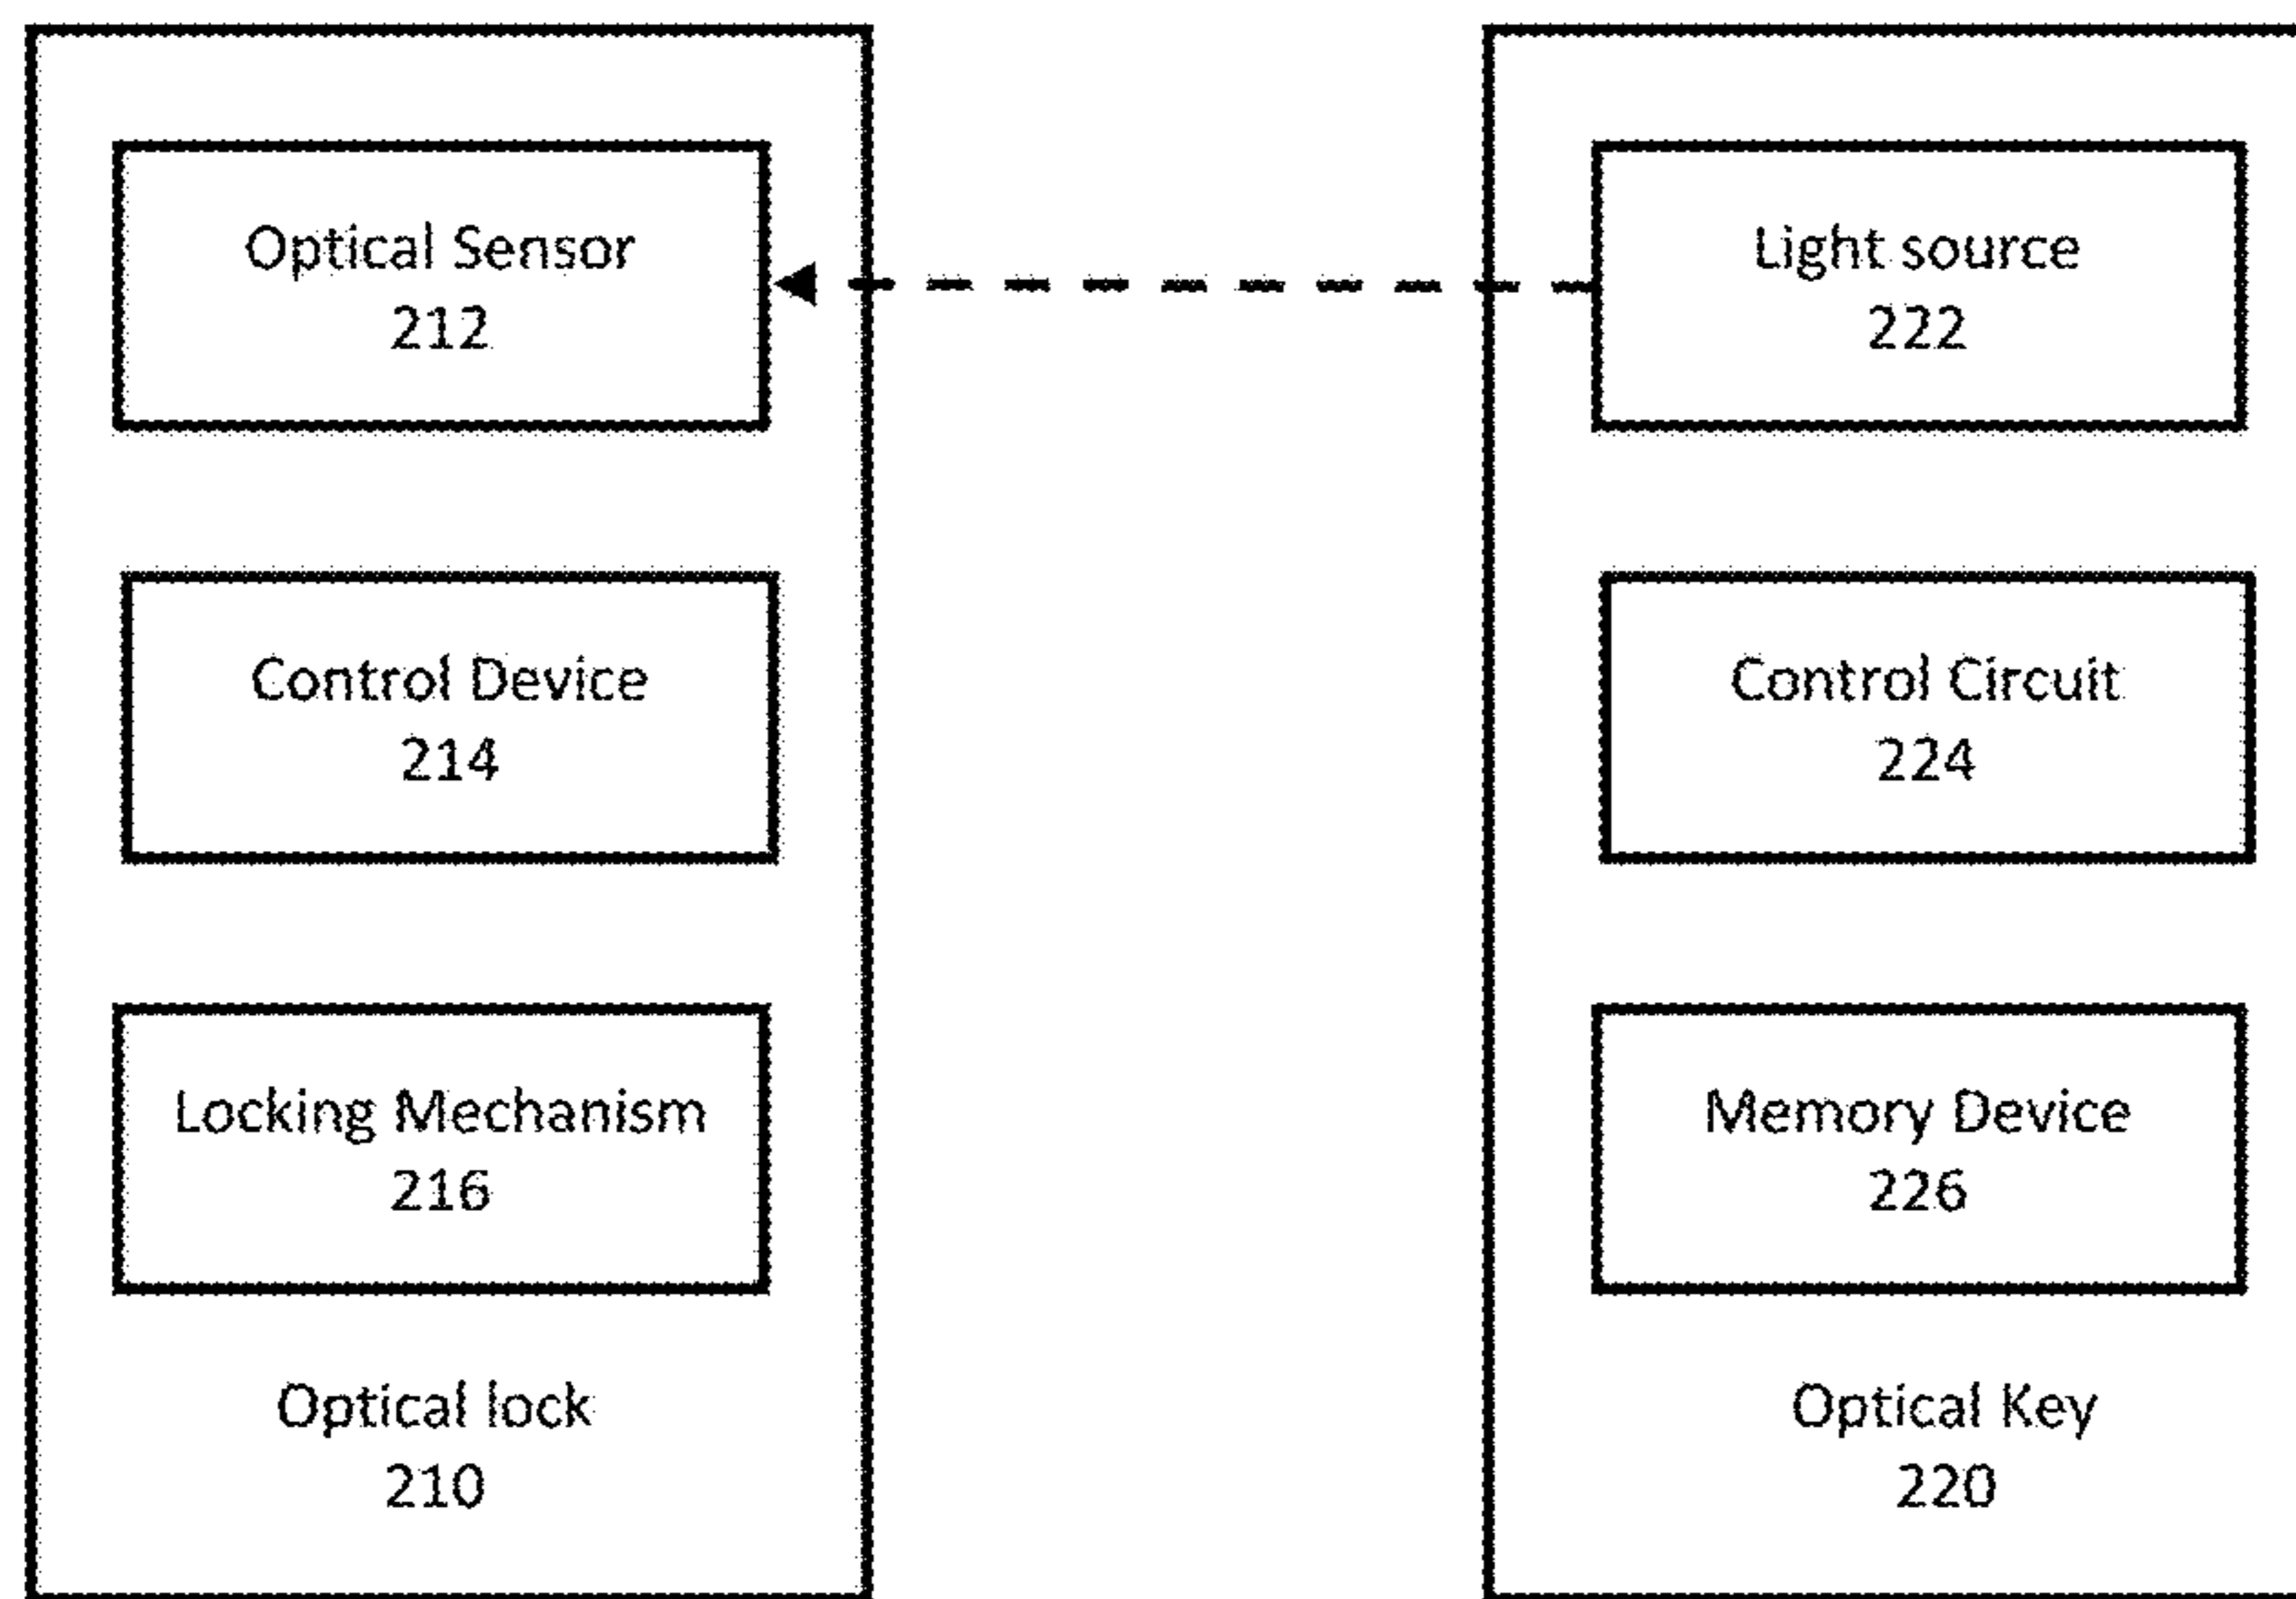 Optical Sensor
212
Control Device
214
Locking Mechanism
216
Optical lock
210
Light source
222
Control Circuit
224
Memory Device
226
Optical Key
220